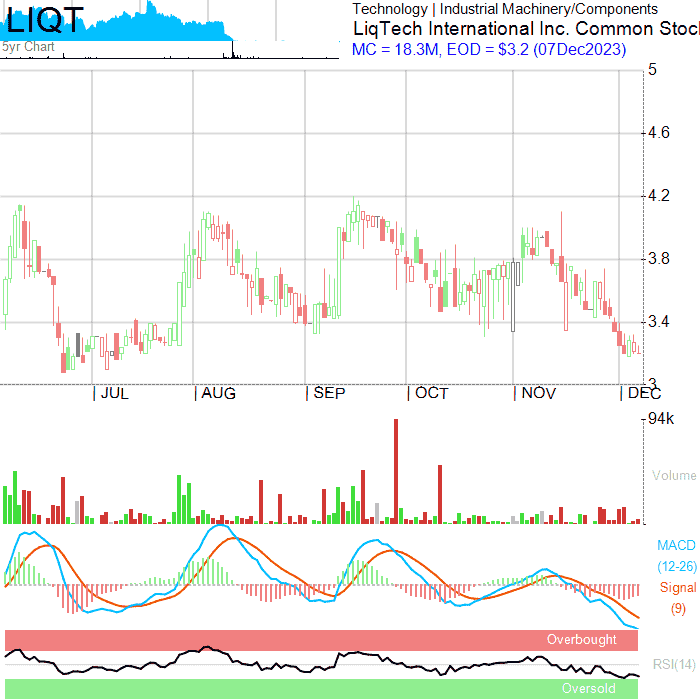 LIQT
5yr Chart
Technology | Industrial Machinery/Components
LiqTech International Inc. Common Stoc
MC = 18.3M, EOD = $3.2 (07Dec2023)
5
4.6
4.2
3.8
3.4
3
JUL AUG SEP OCT NOV DEC
94k
Volume
MACD
(12-26)
Signal
(9)
Overbought
RSI(14)
Oversold